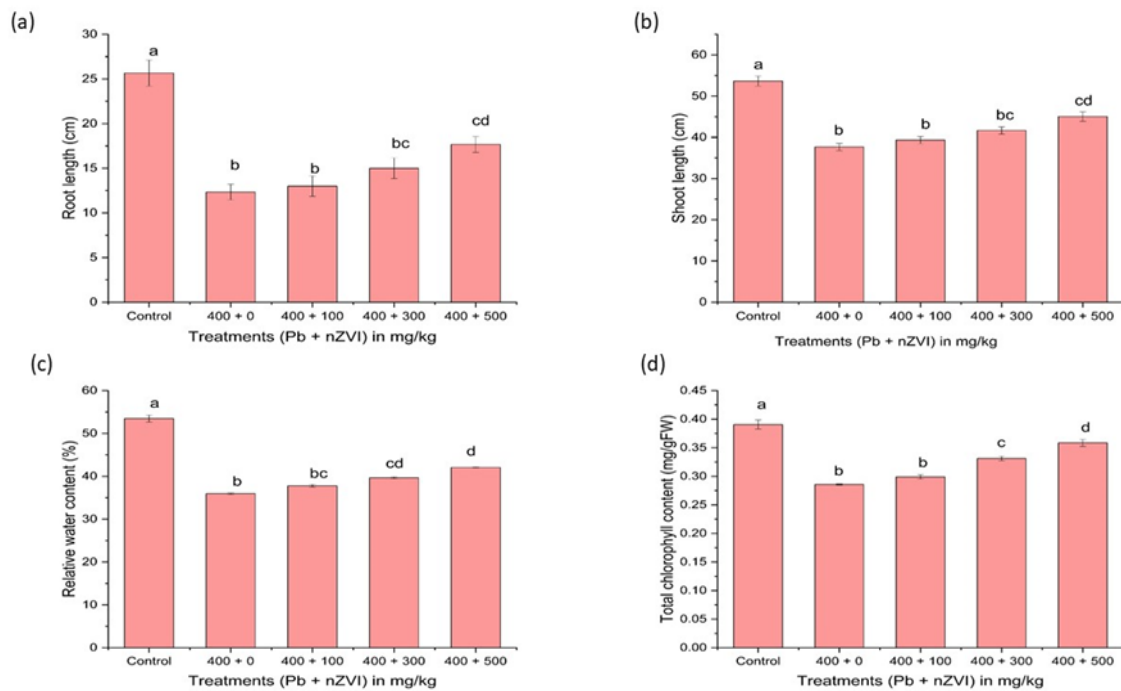 (a)
Root length (cm)
30
25
20
15
10
5
0
a
b
b
bc
cd
Control
400 + 0
400 + 100
400 + 300
400 + 500
Treatments (Pb + nZVI) in mg/kg
(b)
Shoot length (cm)
60
50
40
30
20
10
0
a
b
b
bc
cd
Control
400 + 0
400 + 100
400 + 300
400 + 500
Treatments (Pb + nZVI) in mg/kg
(c)
Relative water content (%)
60
50
40
30
20
10
0
a
b
bc
cd
d
Control
400 + 0
400 + 100
400 + 300
400 + 500
Treatments (Pb + nZVI) in mg/kg
(d)
Total chlorophyll content (mg/gFW)
0.45
0.40
0.35
0.30
0.25
0.20
0.15
0.10
0.05
0.00
a
b
b
c
d
Control
400 + 0
400 + 100
400 + 300
400 + 500
Treatments (Pb + nZVI) in mg/kg